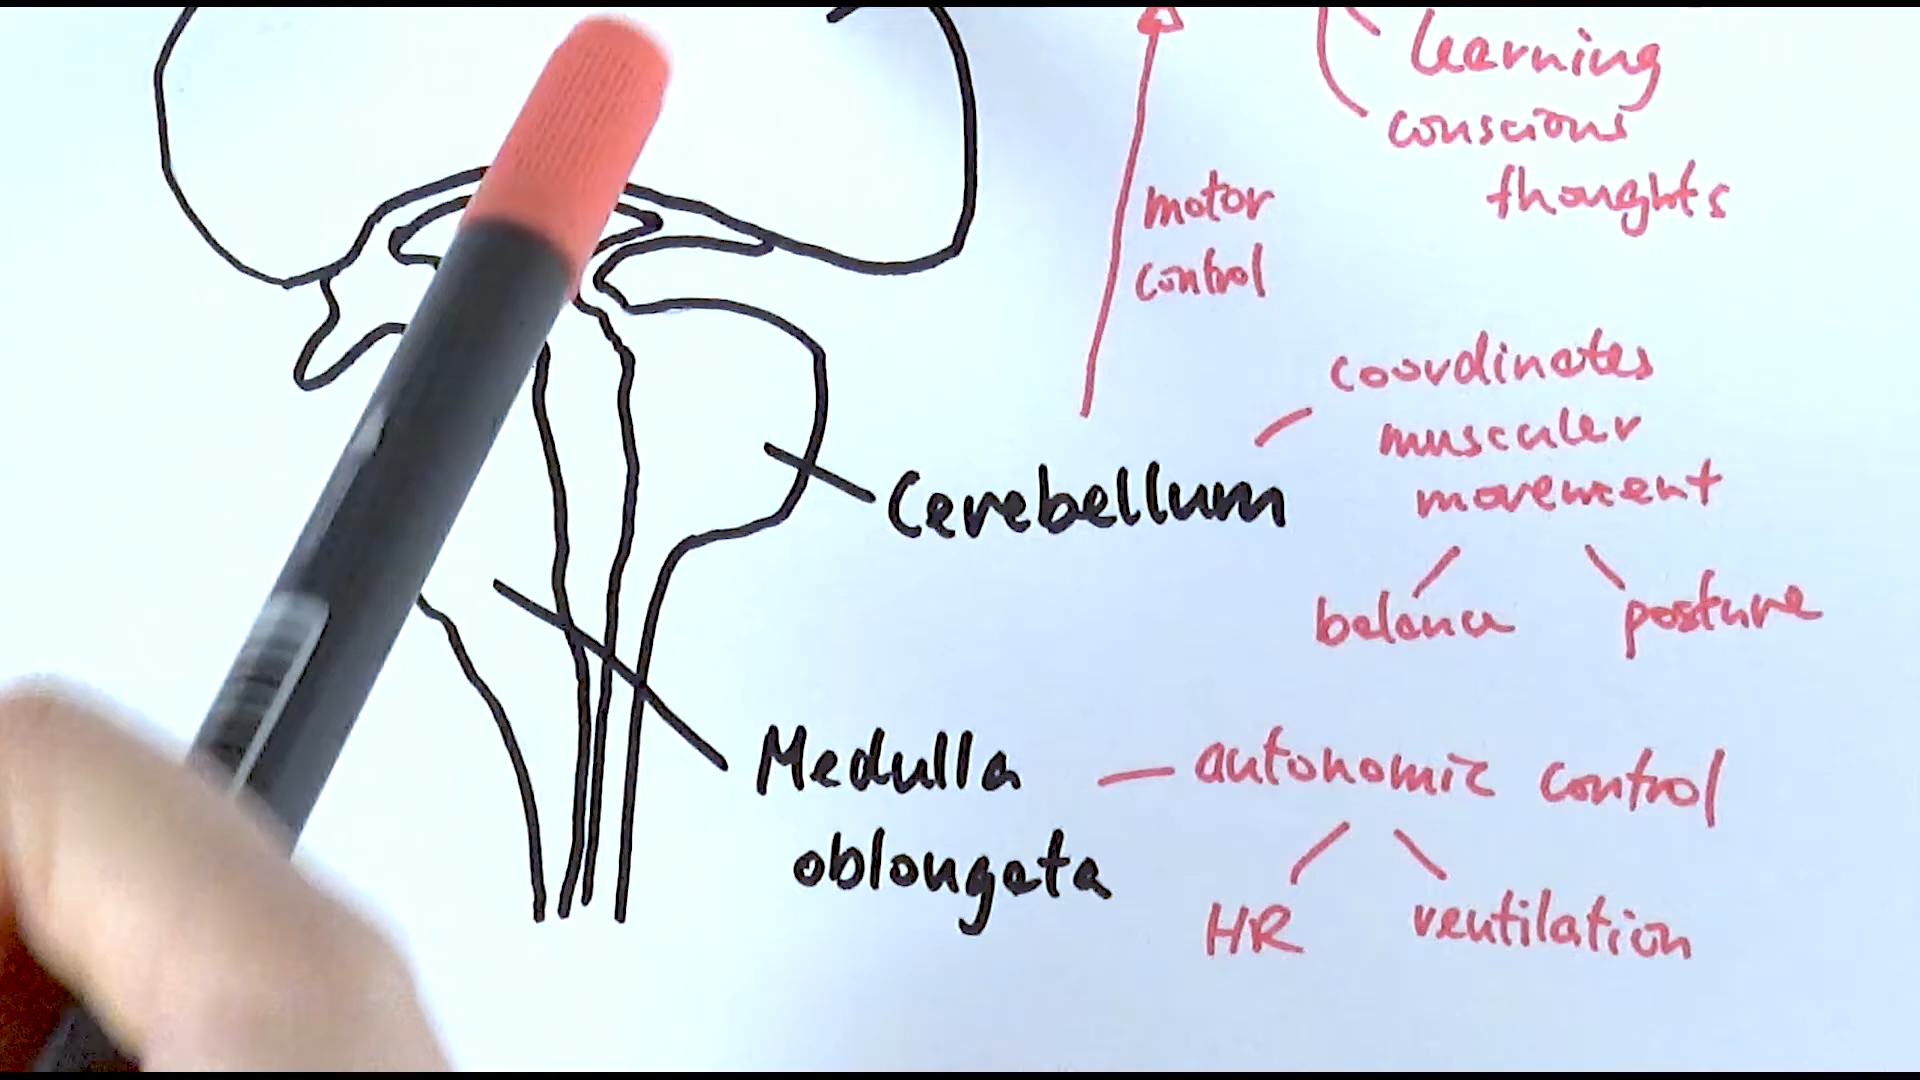 learning
conscious
thoughts
motor
control
coordinates
muscular
movement
Cerebellum
balance
posture
Medulla
autonomic control
oblongata
HR
ventilation